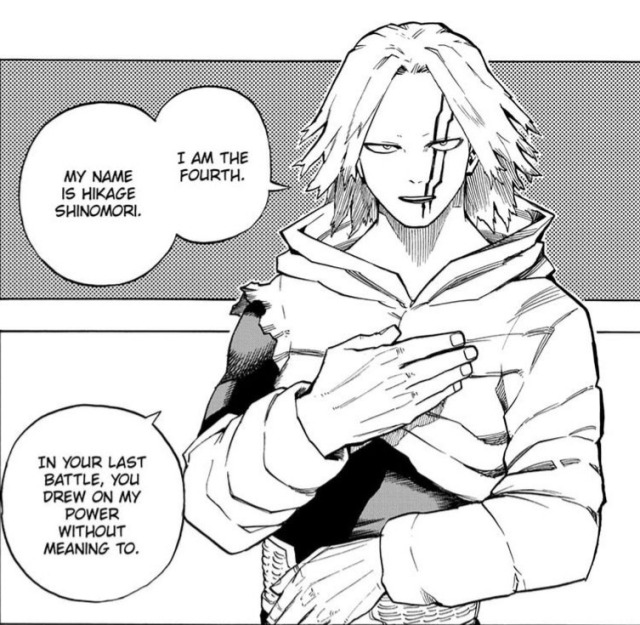 I AM THE
FOURTH.
MY NAME
IS HIKAGE
SHINOMORI.
IN YOUR LAST
BATTLE, YOU
DREW ON MY
POWER
WITHOUT
MEANING TO.